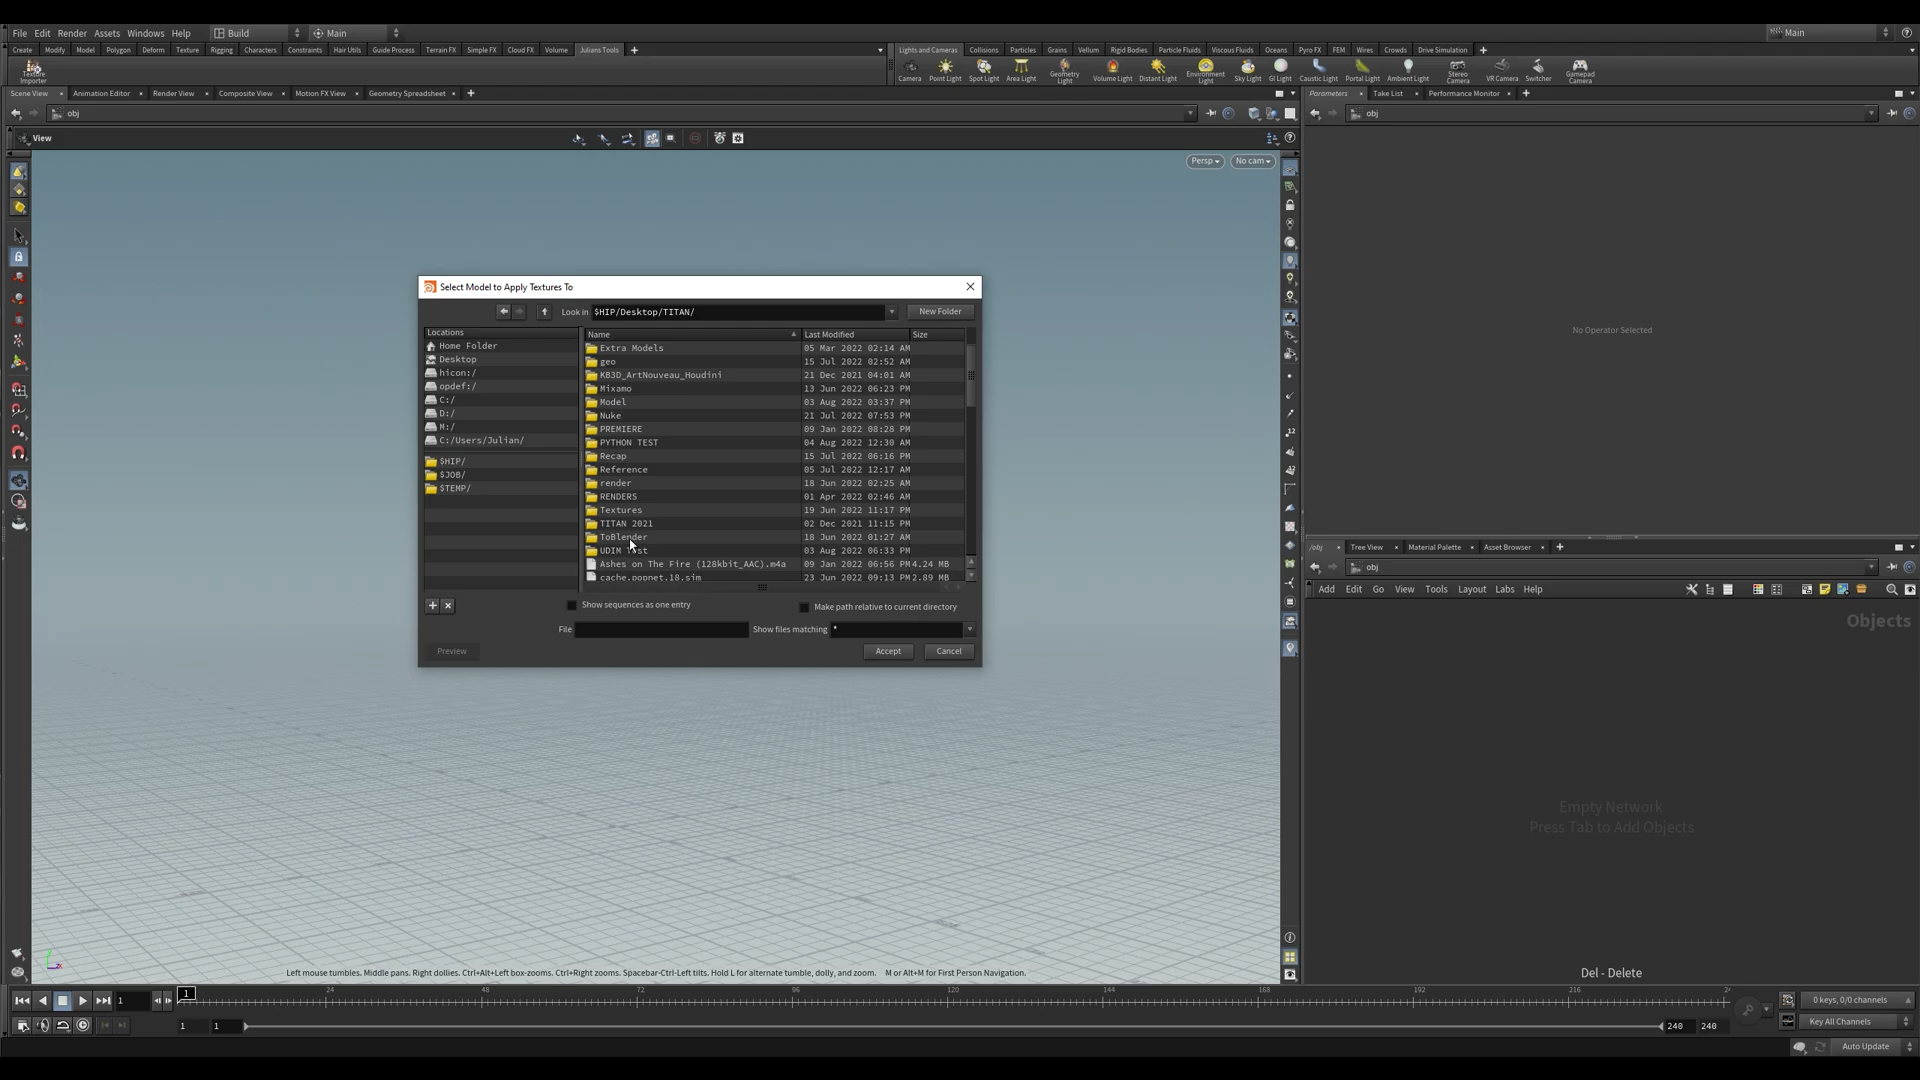 File Edit Render Assets Windows Help Build Main Main
Create Modify Model Polygon Deform Texture Rigging Characters Constraints Hair Utils Guide Process Terrain FX Simple FX Cloud FX Volume Julians Tools
Lights and Cameras Collisions Particles Grains Vellum Rigid Bodies Particle Fluids Viscous Fluids Oceans Pyro FX FEM Wires Crowds Drive Simulation
Texture Importer
Camera Point Light Spot Light Area Light Geometry Light Volume Light Distant Light Environment Light Sky Light GI Light Caustic Light Portal Light Ambient Light Stereo Camera VR Camera Switcher Gamepad Camera
Scene View Animation Editor Render View Composite View Motion FX View Geometry Spreadsheet
Parameters Take List Performance Monitor
obj
obj
View
Persp No cam
Select Model to Apply Textures To
Look in $HIP/Desktop/TITAN/ New Folder
Locations
Home Folder
Desktop
hicon:/
opdef:/
C:/
D:/
M:/
C:/Users/Julian/
$HIP/
$JOB/
$TEMP/
Name Last Modified Size
Extra Models 05 Mar 2022 02:14 AM
geo 15 Jul 2022 02:52 AM
KB3D_ArtNouveau_Houdini 21 Dec 2021 04:01 AM
Mixamo 13 Jun 2022 06:23 PM
Model 03 Aug 2022 03:37 PM
Nuke 21 Jul 2022 07:53 PM
PREMIERE 09 Jan 2022 08:28 PM
PYTHON TEST 04 Aug 2022 12:30 AM
Recap 15 Jul 2022 06:16 PM
Reference 05 Jul 2022 12:17 AM
render 18 Jun 2022 02:25 AM
RENDERS 01 Apr 2022 02:46 AM
Textures 19 Jun 2022 11:17 PM
TITAN 2021 02 Dec 2021 11:15 PM
ToBlender 18 Jun 2022 01:27 AM
UDIM Test 03 Aug 2022 06:33 PM
Ashes on The Fire (128kbit_AAC).m4a 09 Jan 2022 06:56 PM 4.24 MB
cache.popnet.18.sim 23 Jun 2022 09:13 PM 2.89 MB
Show sequences as one entry Make path relative to current directory
File Show files matching *
Preview Accept Cancel
No Operator Selected
/obj Tree View Material Palette Asset Browser
obj
Add Edit Go View Tools Layout Labs Help
Objects
Empty Network
Press Tab to Add Objects
Del - Delete
Left mouse tumbles. Middle pans. Right dollies. Ctrl+Alt+Left box-zooms. Ctrl+Right zooms. Spacebar-Ctrl-Left tilts. Hold L for alternate tumble, dolly, and zoom. M or Alt+M for First Person Navigation.
1 1 24 48 72 96 120 144 168 192 216
0 keys, 0/0 channels
1 1 240 240
Key All Channels
Auto Update